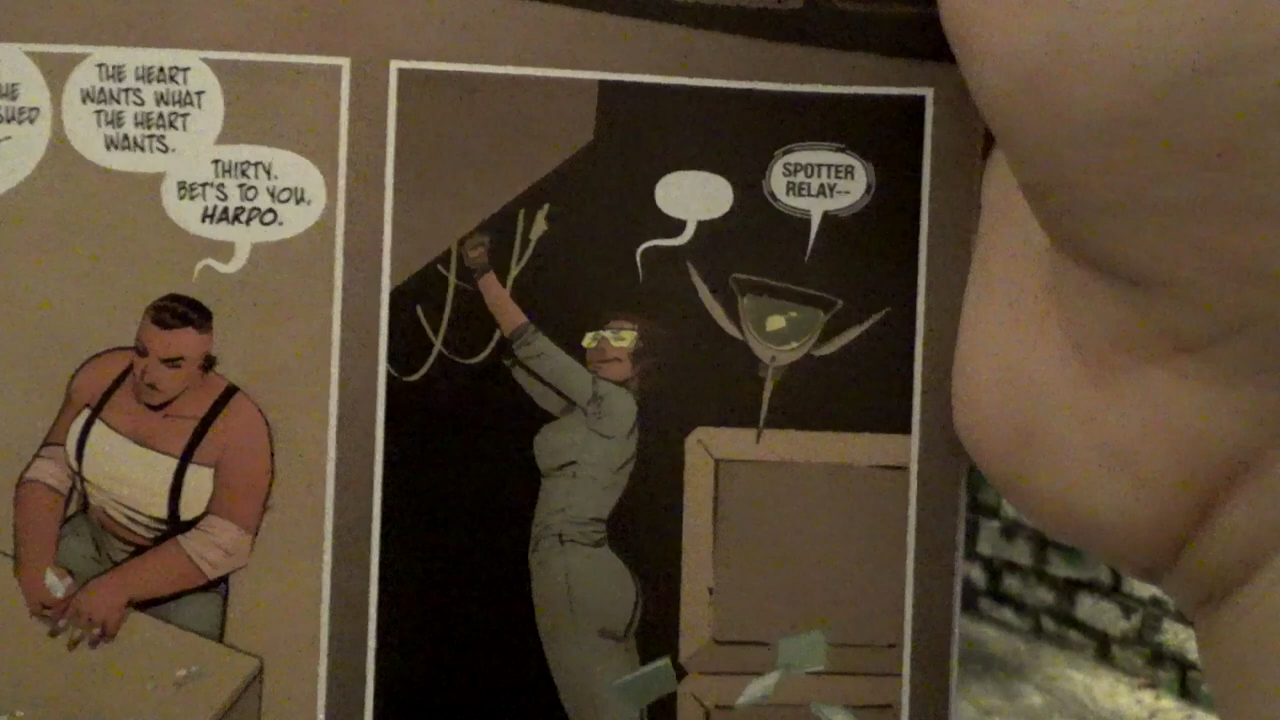 THE HEART
WANTS WHAT
THE HEART
WANTS.
THIRTY.
BET'S TO YOU,
HARPO.
SPOTTER
RELAY--